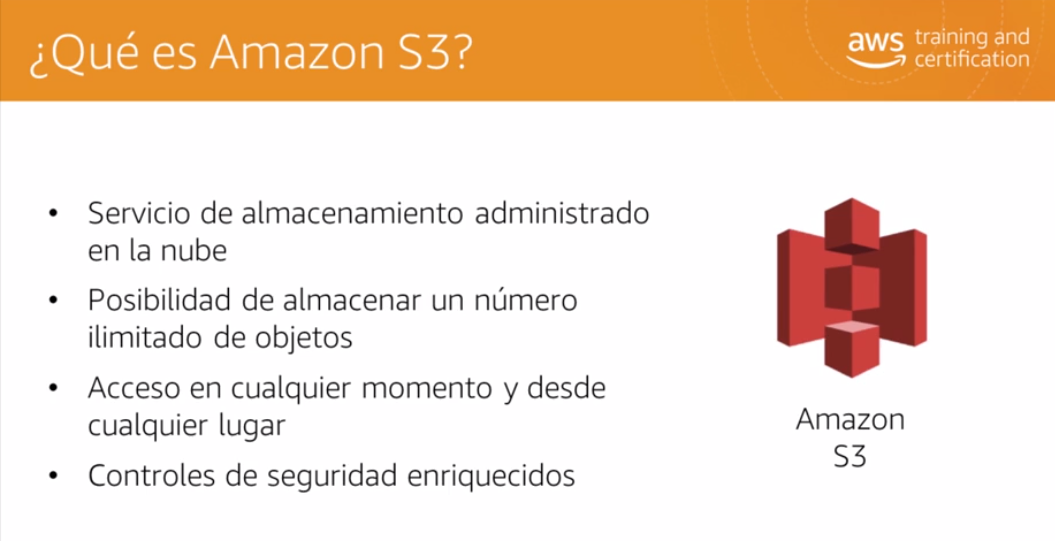 ¿Qué es Amazon S3?
aws training and
certification
• Servicio de almacenamiento administrado
en la nube
• Posibilidad de almacenar un número
ilimitado de objetos
• Acceso en cualquier momento y desde
cualquier lugar
• Controles de seguridad enriquecidos
Amazon
S3